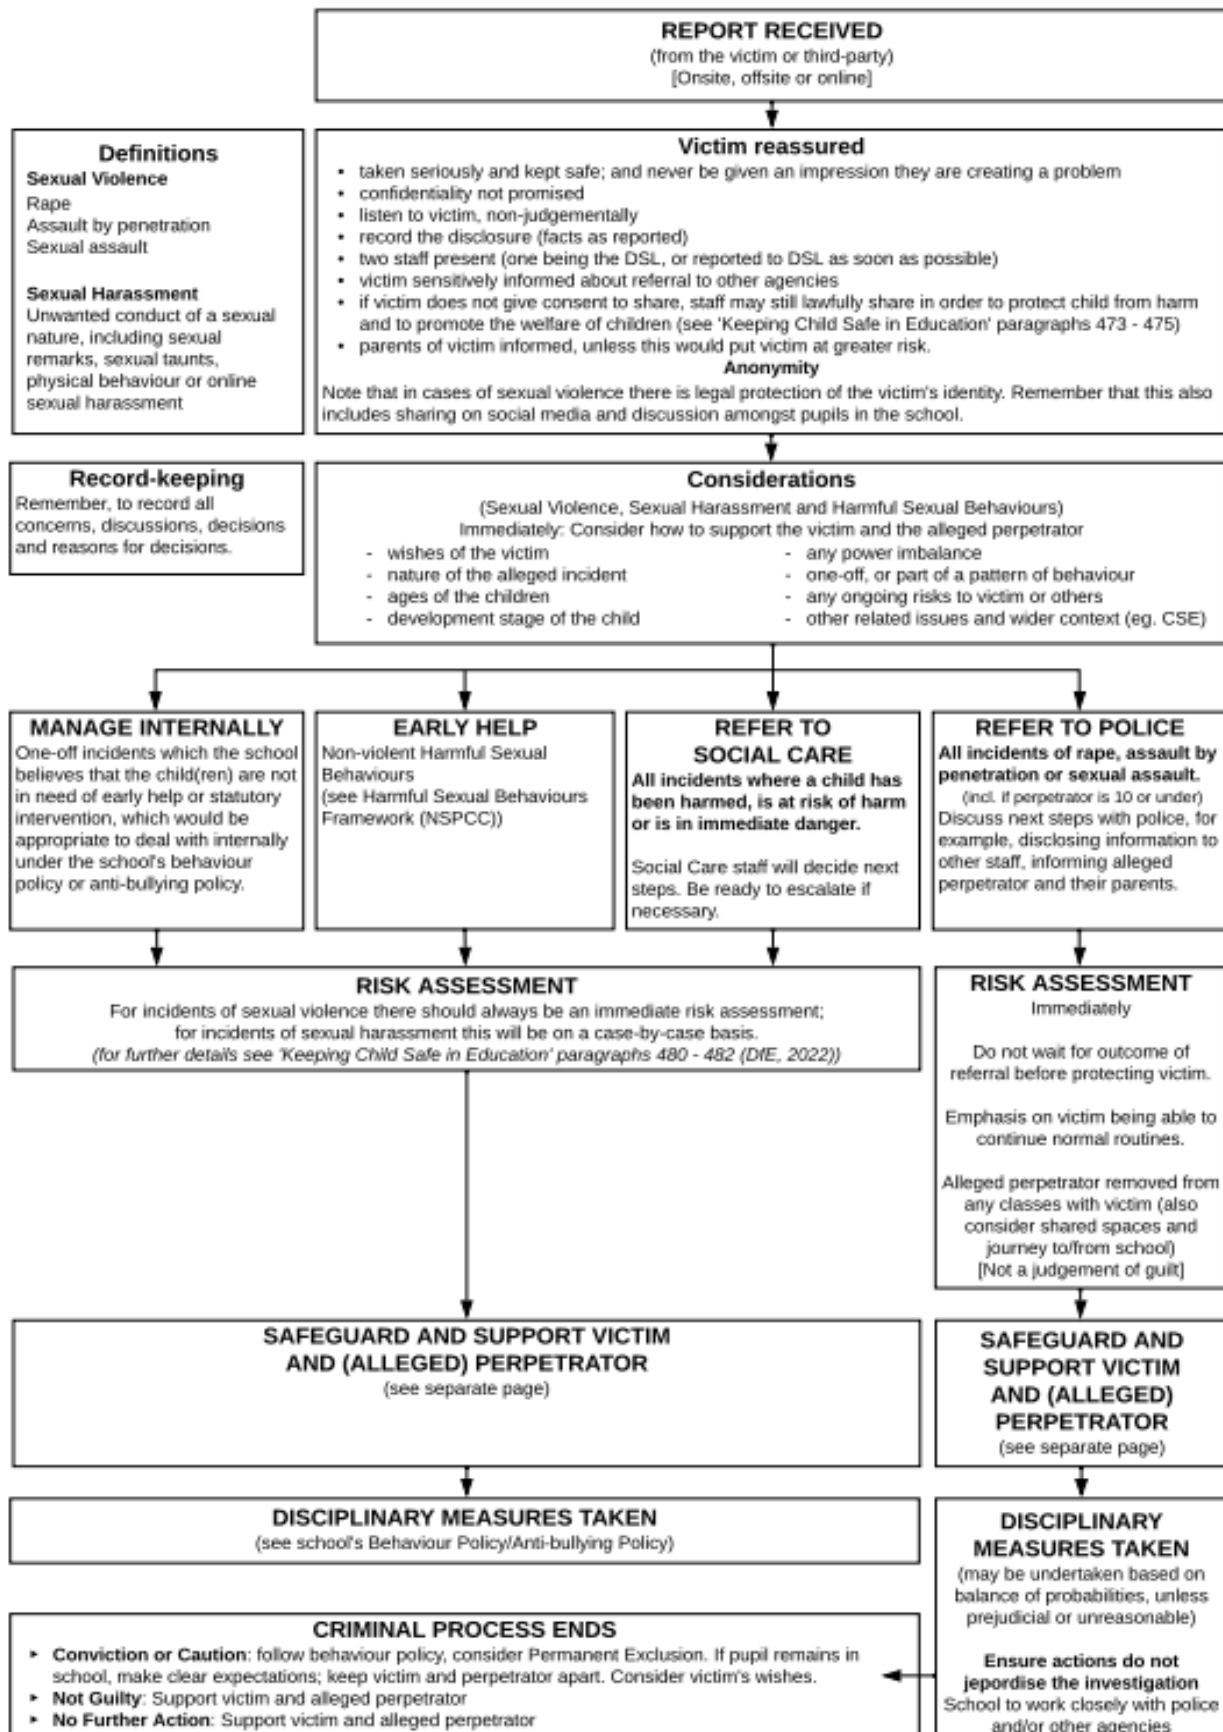 REPORT RECEIVED
(from the victim or third-party)
[Onsite, offsite or online]
Definitions
Sexual Violence
Rape
Assault by penetration
Sexual assault
Sexual Harassment
Unwanted conduct of a sexual
nature, including sexual
remarks, sexual taunts,
physical behaviour or online
sexual harassment
Victim reassured
• taken seriously and kept safe; and never be given an impression they are creating a problem
• confidentiality not promised
• listen to victim, non-judgementally
• record the disclosure (facts as reported)
• two staff present (one being the DSL, or reported to DSL as soon as possible)
• victim sensitively informed about referral to other agencies
• if victim does not give consent to share, staff may still lawfully share in order to protect child from harm
and to promote the welfare of children (see 'Keeping Child Safe in Education' paragraphs 473 - 475)
• parents of victim informed, unless this would put victim at greater risk.
Anonymity
Note that in cases of sexual violence there is legal protection of the victim's identity. Remember that this also
includes sharing on social media and discussion amongst pupils in the school.
Record-keeping
Remember, to record all
concerns, discussions, decisions
and reasons for decisions.
Considerations
(Sexual Violence, Sexual Harassment and Harmful Sexual Behaviours)
Immediately: Consider how to support the victim and the alleged perpetrator
- wishes of the victim
- nature of the alleged incident
- ages of the children
- development stage of the child
- any power imbalance
- one-off, or part of a pattern of behaviour
- any ongoing risks to victim or others
- other related issues and wider context (eg. CSE)
MANAGE INTERNALLY
One-off incidents which the school
believes that the child(ren) are not
in need of early help or statutory
intervention, which would be
appropriate to deal with internally
under the school's behaviour
policy or anti-bullying policy.
EARLY HELP
Non-violent Harmful Sexual
Behaviours
(see Harmful Sexual Behaviours
Framework (NSPCC))
REFER TO
SOCIAL CARE
All incidents where a child has
been harmed, is at risk of harm
or is in immediate danger.
Social Care staff will decide next
steps. Be ready to escalate if
necessary.
REFER TO POLICE
All incidents of rape, assault by
penetration or sexual assault.
(incl. if perpetrator is 10 or under)
Discuss next steps with police, for
example, disclosing information to
other staff, informing alleged
perpetrator and their parents.
RISK ASSESSMENT
For incidents of sexual violence there should always be an immediate risk assessment;
for incidents of sexual harassment this will be on a case-by-case basis.
(for further details see 'Keeping Child Safe in Education' paragraphs 480 - 482 (DfE, 2022))
RISK ASSESSMENT
Immediately
Do not wait for outcome of
referral before protecting victim.
Emphasis on victim being able to
continue normal routines.
Alleged perpetrator removed from
any classes with victim (also
consider shared spaces and
journey to/from school)
[Not a judgement of guilt]
SAFEGUARD AND SUPPORT VICTIM
AND (ALLEGED) PERPETRATOR
(see separate page)
SAFEGUARD AND
SUPPORT VICTIM
AND (ALLEGED)
PERPETRATOR
(see separate page)
DISCIPLINARY MEASURES TAKEN
(see school's Behaviour Policy/Anti-bullying Policy)
DISCIPLINARY
MEASURES TAKEN
(may be undertaken based on
balance of probabilities, unless
prejudicial or unreasonable)
Ensure actions do not
jepordise the investigation
School to work closely with police
and/or other agencies
CRIMINAL PROCESS ENDS
▸ Conviction or Caution: follow behaviour policy, consider Permanent Exclusion. If pupil remains in
school, make clear expectations; keep victim and perpetrator apart. Consider victim's wishes.
▸ Not Guilty: Support victim and alleged perpetrator
▸ No Further Action: Support victim and alleged perpetrator